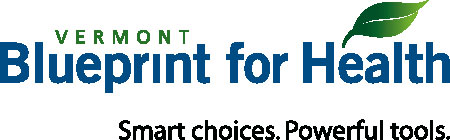 VERMONT
Blueprint for Health
Smart choices. Powerful tools.